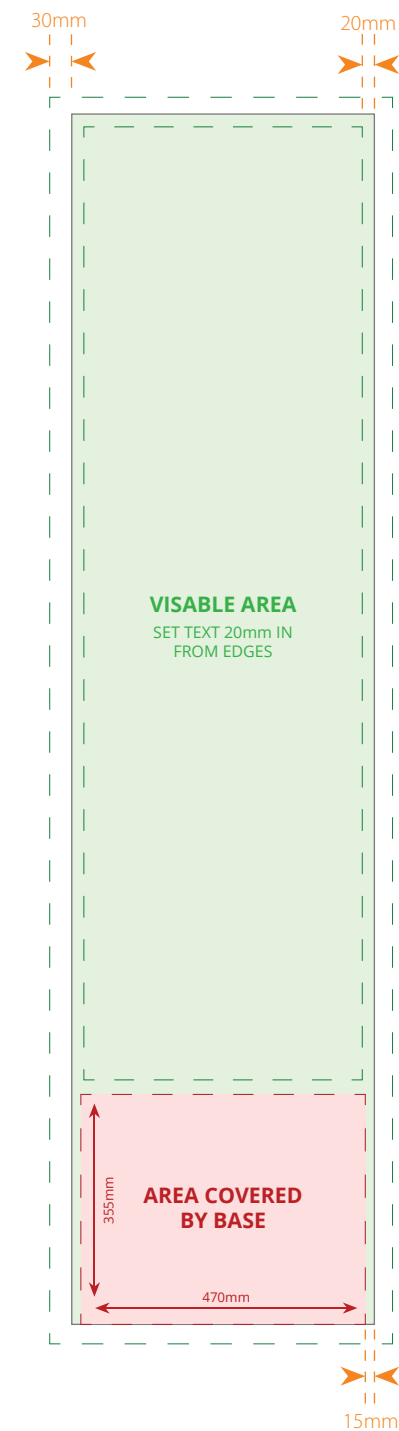 30mm
20mm
VISABLE AREA
SET TEXT 20mm IN
FROM EDGES
355mm
AREA COVERED
BY BASE
470mm
15mm